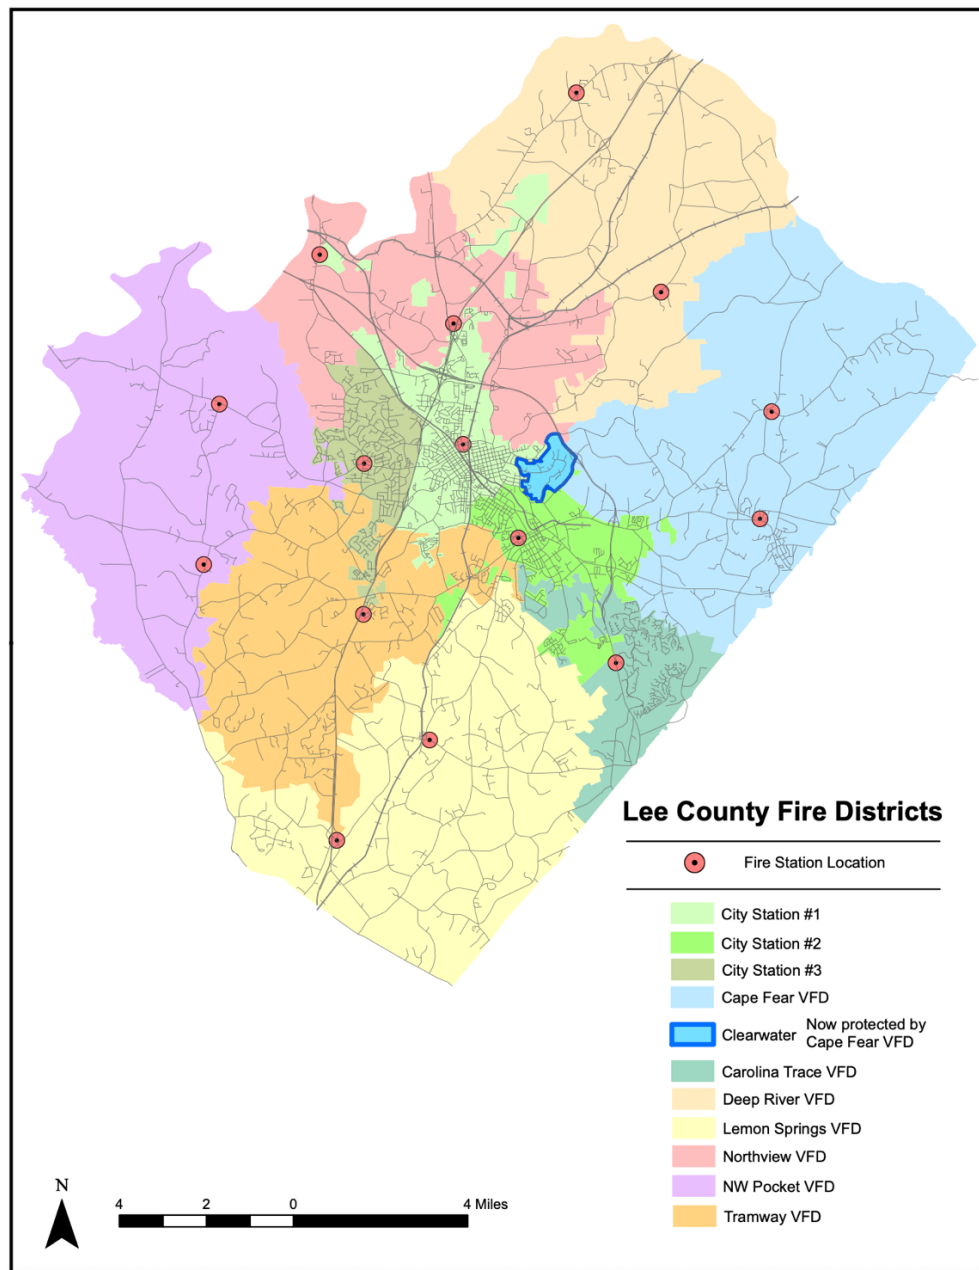 Lee County Fire Districts
Fire Station Location
City Station #1
City Station #2
City Station #3
Cape Fear VFD
Clearwater
Now protected by
Cape Fear VFD
Carolina Trace VFD
Deep River VFD
Lemon Springs VFD
Northview VFD
NW Pocket VFD
Tramway VFD
N
4 2 0 4 Miles